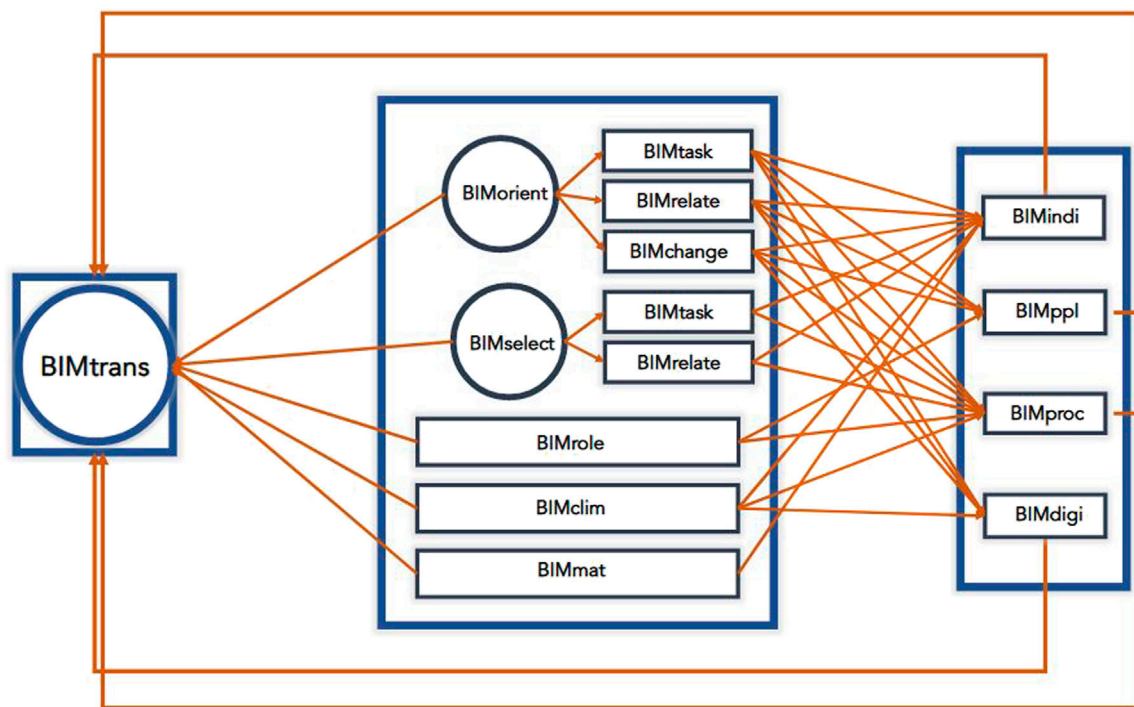 BIMtrans
BIMorient
BIMtask
BIMrelate
BIMchange
BIMselect
BIMtask
BIMrelate
BIMrole
BIMclim
BIMmat
BIMindi
BIMppl
BIMproc
BIMdigi